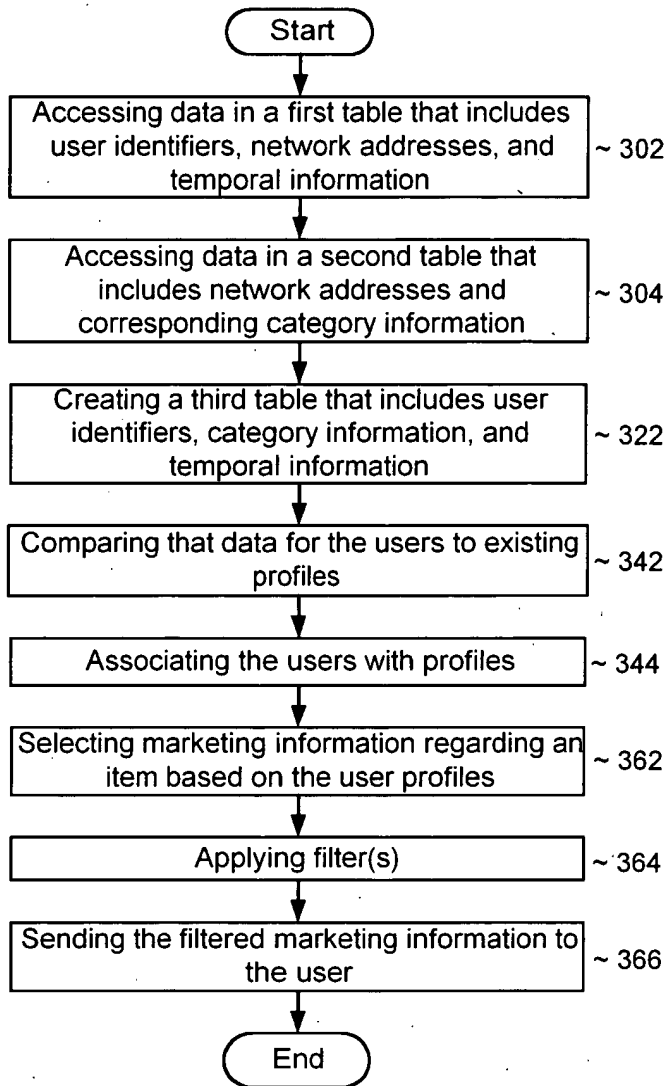 Start
Accessing data in a first table that includes
user identifiers, network addresses, and
temporal information
~ 302
Accessing data in a second table that
includes network addresses and
corresponding category information
~ 304
Creating a third table that includes user
identifiers, category information, and
temporal information
~ 322
Comparing that data for the users to existing
profiles
~ 342
Associating the users with profiles
~ 344
Selecting marketing information regarding an
item based on the user profiles
~ 362
Applying filter(s)
~ 364
Sending the filtered marketing information to
the user
~ 366
End